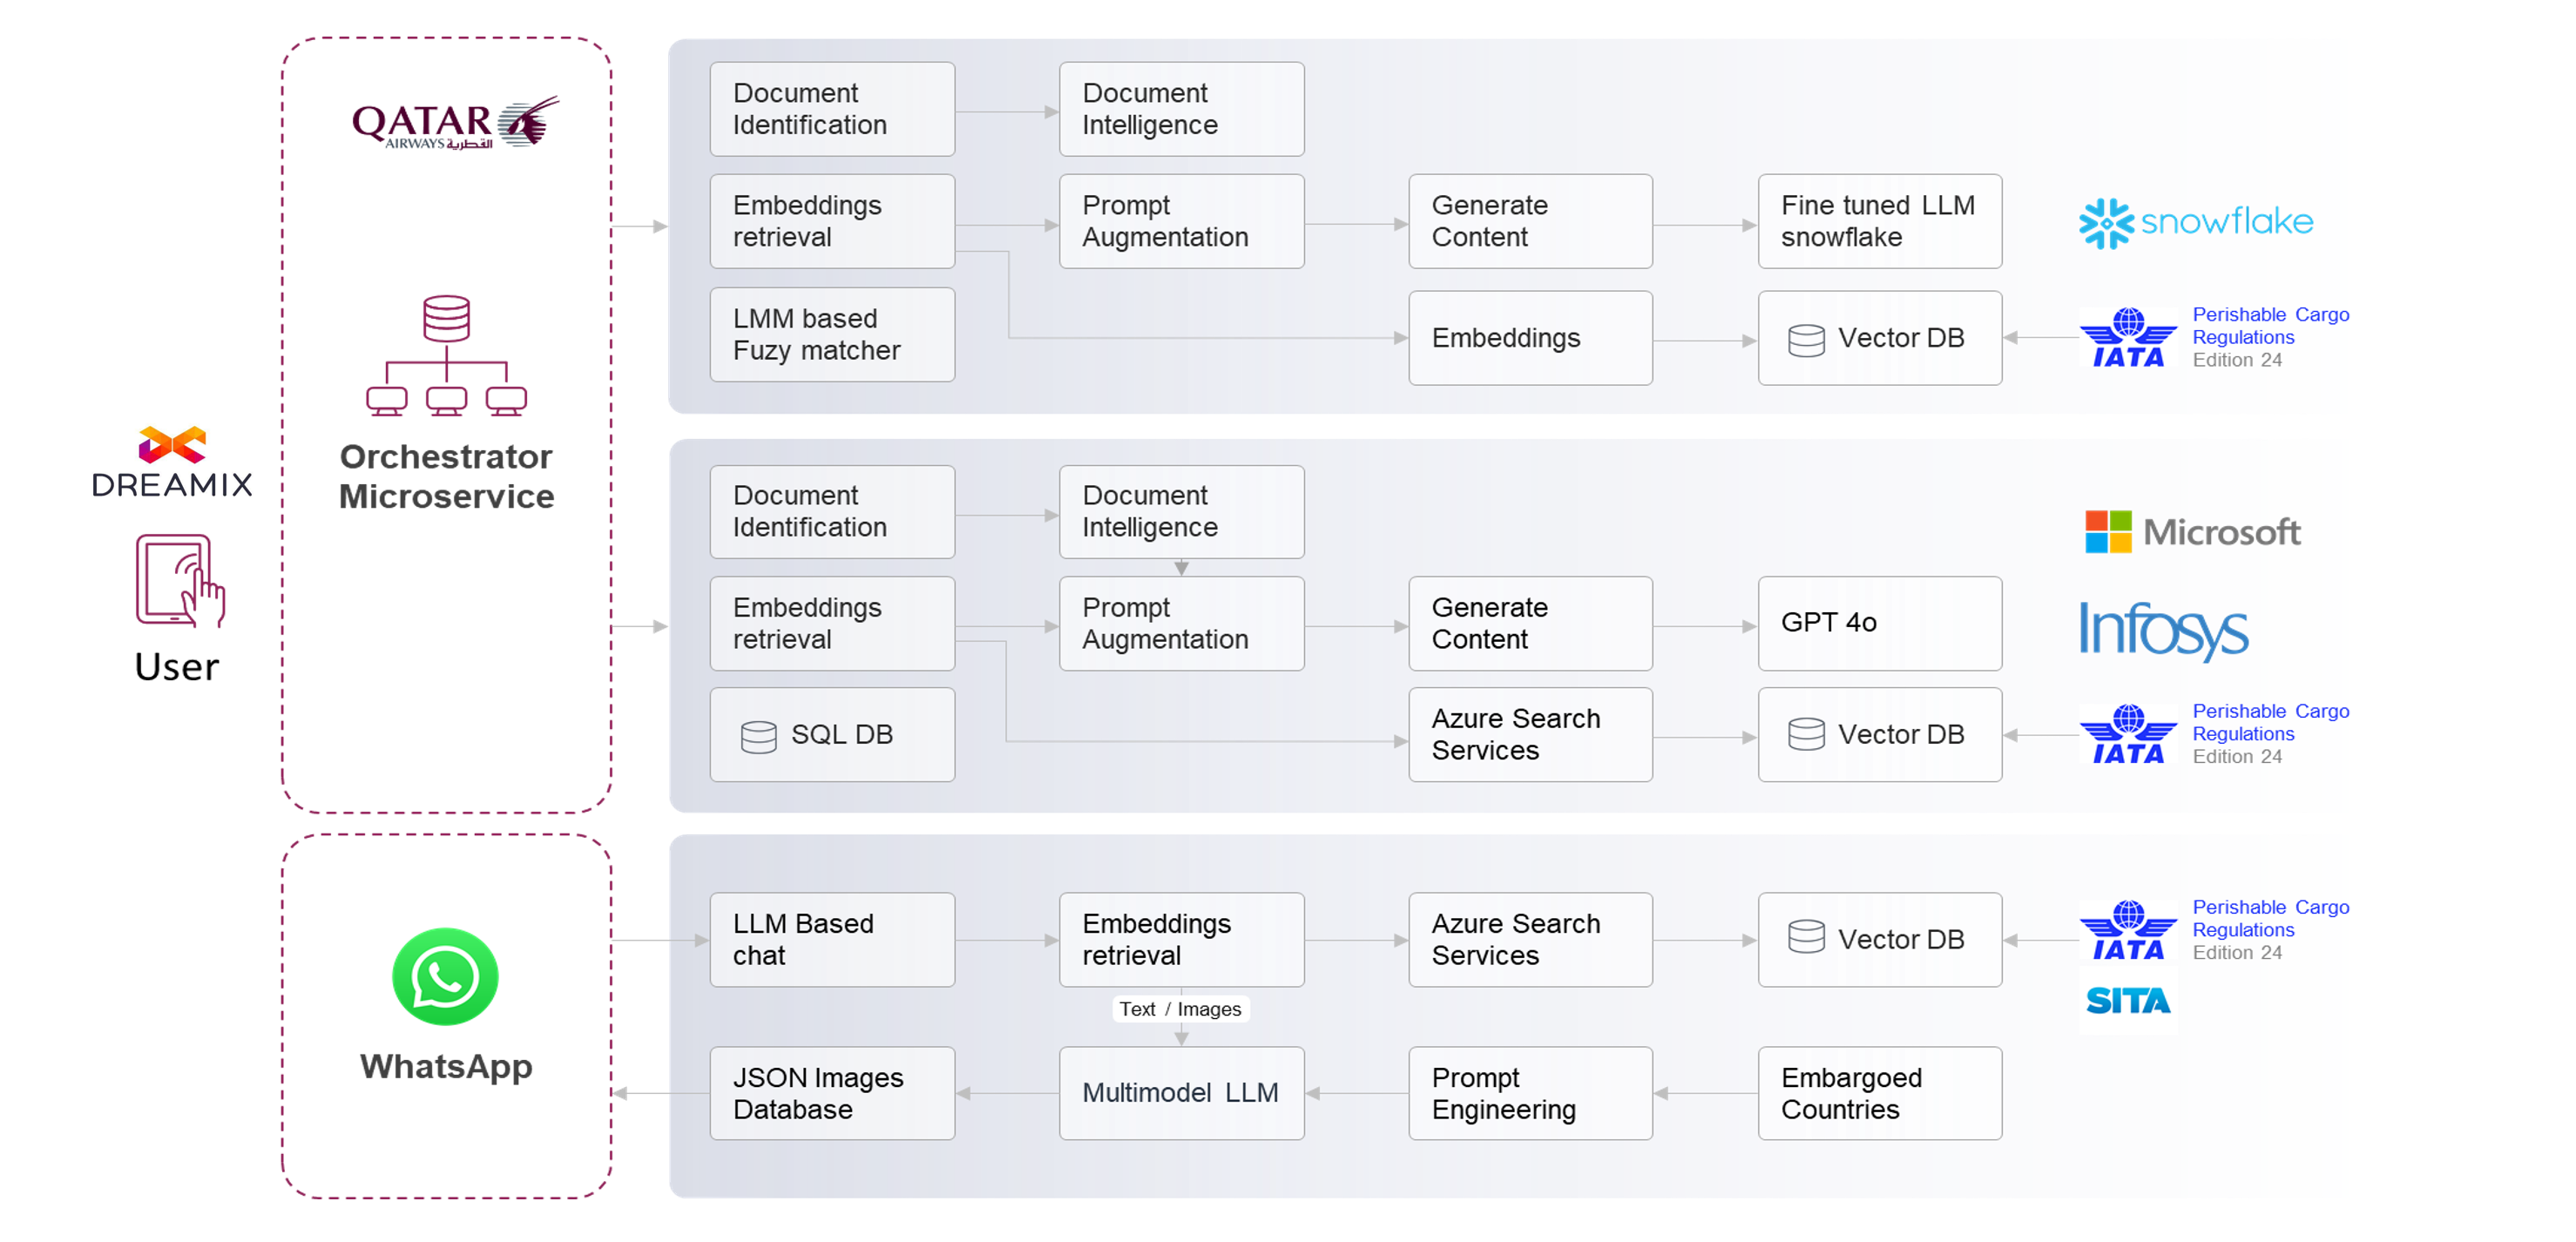 QATAR
AIRWAYS القطرية
Orchestrator
Microservice
DREAMIX
User
Document
Identification
Document
Intelligence
Embeddings
retrieval
Prompt
Augmentation
Generate
Content
Fine tuned LLM
snowflake
snowflake
LMM based
Fuzy matcher
Embeddings
Vector DB
IATA
Perishable Cargo
Regulations
Edition 24
Document
Identification
Document
Intelligence
Microsoft
Embeddings
retrieval
Prompt
Augmentation
Generate
Content
GPT 4o
Infosys
SQL DB
Azure Search
Services
Vector DB
IATA
Perishable Cargo
Regulations
Edition 24
WhatsApp
LLM Based
chat
Embeddings
retrieval
Azure Search
Services
Vector DB
IATA
Perishable Cargo
Regulations
Edition 24
SITA
Text / Images
JSON Images
Database
Multimodel LLM
Prompt
Engineering
Embargoed
Countries